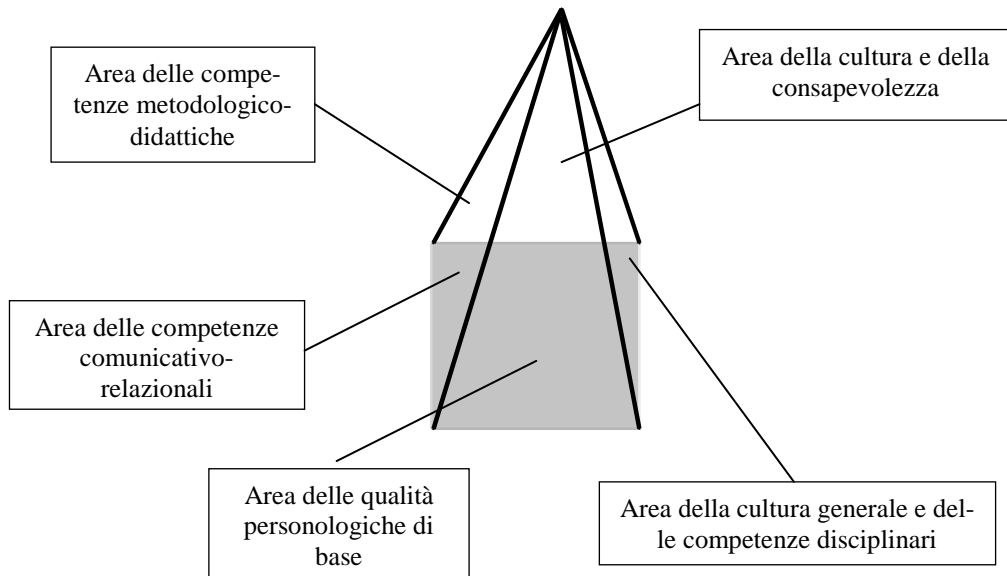 Area delle compe-
tenze metodologico-
didattiche
Area della cultura e della
consapevolezza
Area delle competenze
comunicativo-
relazionali
Area delle qualità
personologiche di
base
Area della cultura generale e del-
le competenze disciplinari